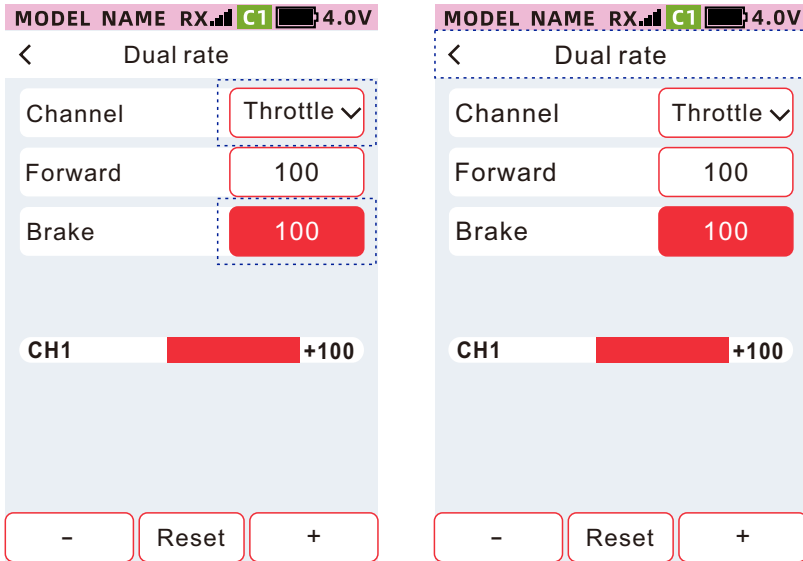 MODEL NAME RX C1 4.0V
< Dual rate
Channel Throttle
Forward 100
Brake 100
CH1 +100
- Reset +
MODEL NAME RX C1 4.0V
< Dual rate
Channel Throttle
Forward 100
Brake 100
CH1 +100
- Reset +